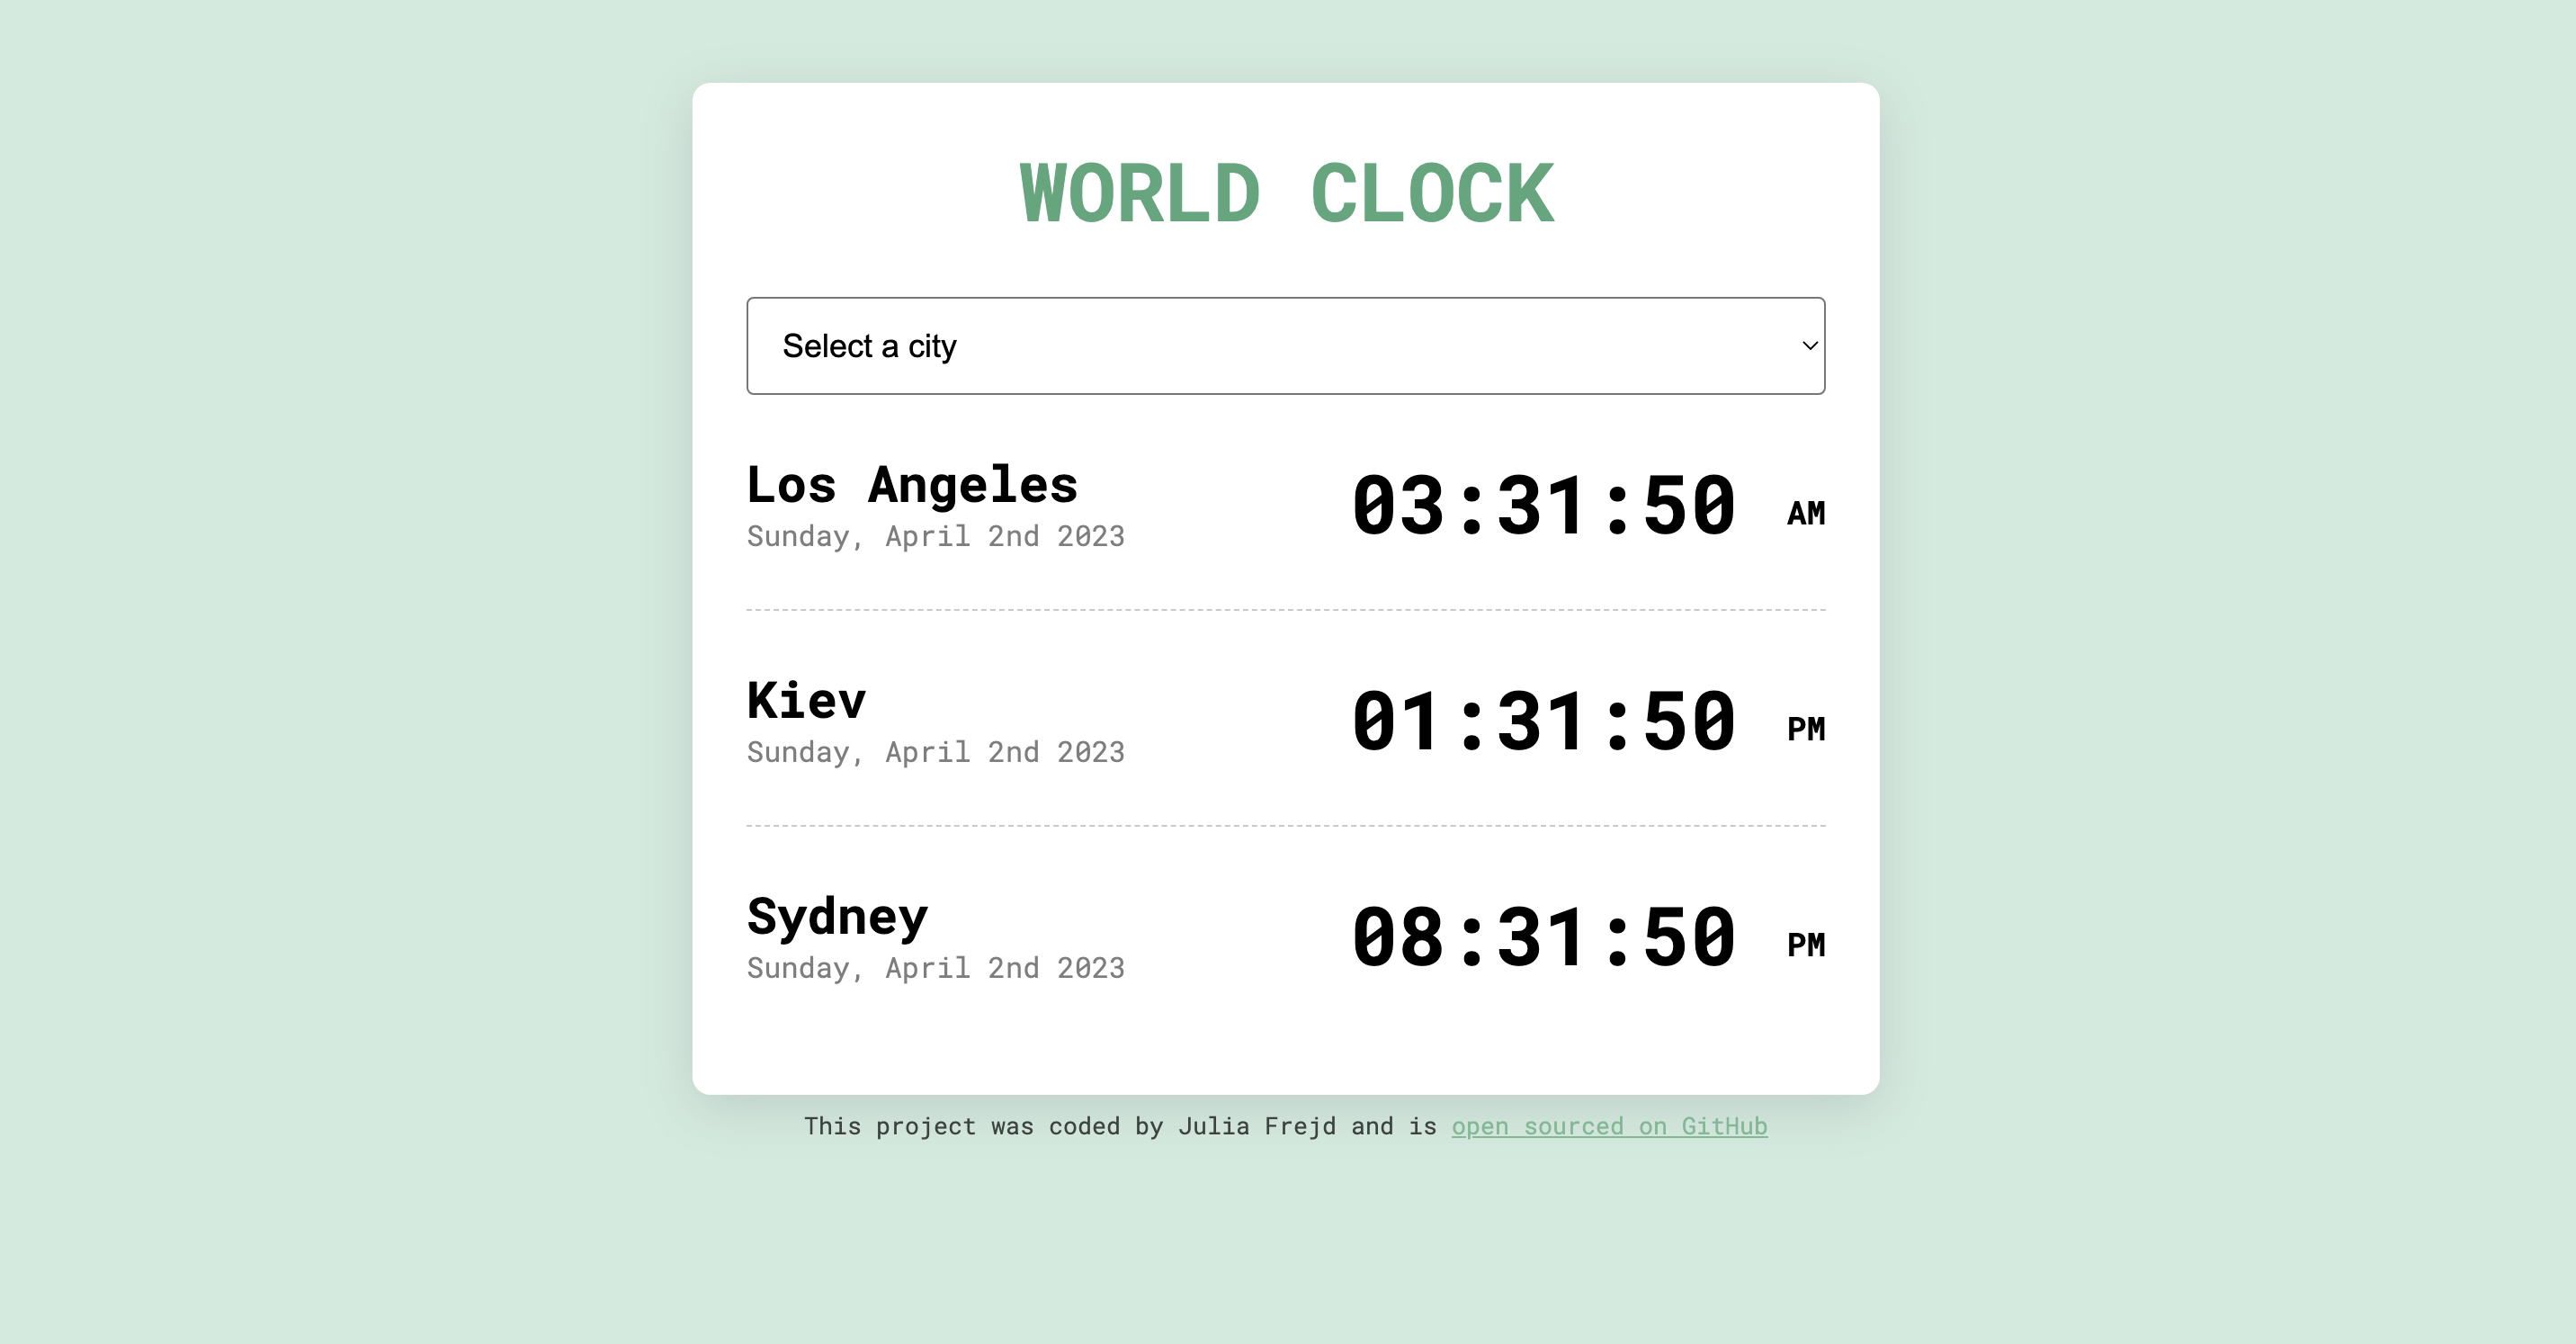 WORLD CLOCK
Select a city
Los Angeles
Sunday, April 2nd 2023
03:31:50 AM
Kiev
Sunday, April 2nd 2023
01:31:50 PM
Sydney
Sunday, April 2nd 2023
08:31:50 PM
This project was coded by Julia Frejd and is open sourced on GitHub